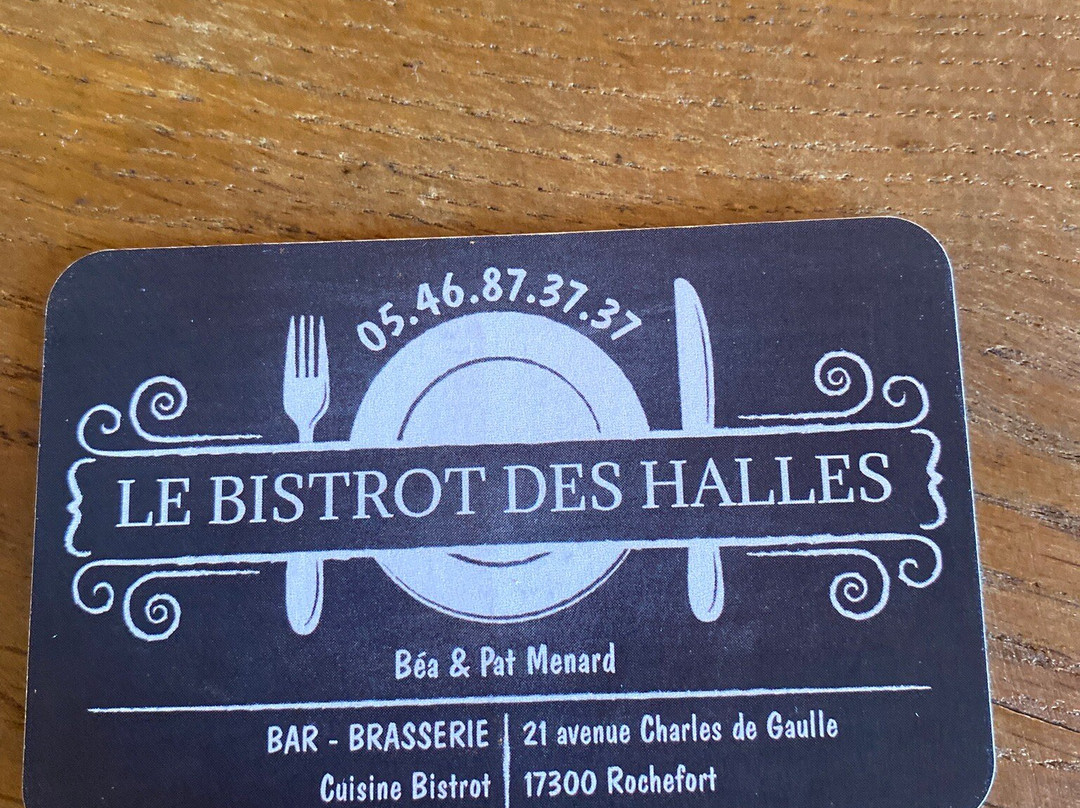 05.46.87.37.37
LE BISTROT DES HALLES
Béa & Pat Menard
BAR - BRASSERIE
Cuisine Bistrot
21 avenue Charles de Gaulle
17300 Rochefort